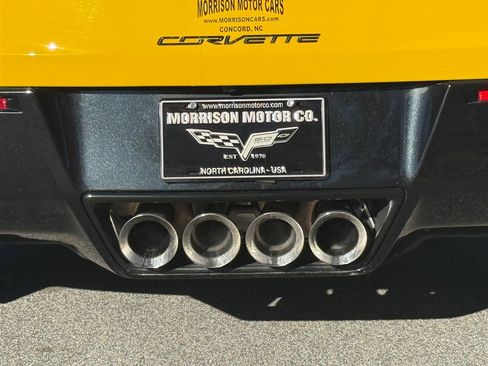 MORRISON MOTOR CARS
WWW.MORRISONCARS.COM
CONCORD, NC
CORVETTE
www.morrisonmotorco.com
MORRISON MOTOR CO.
EST 1970
NORTH CAROLINA - USA